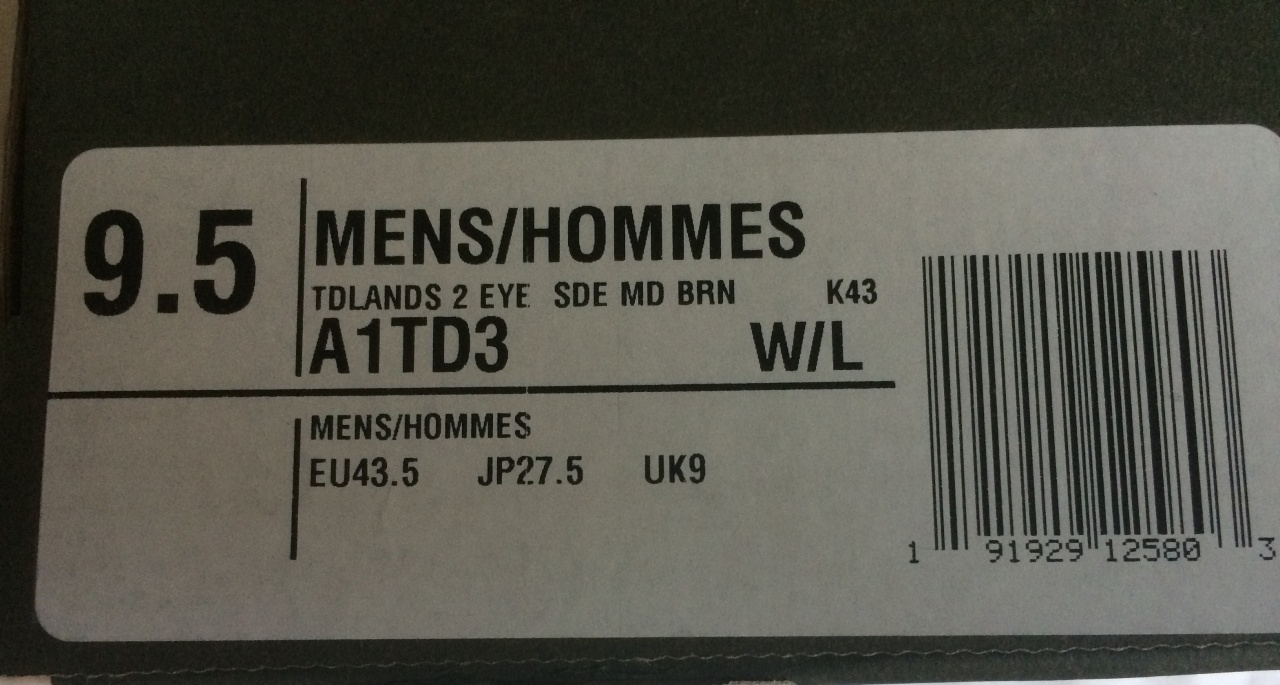 9.5
MENS/HOMMES
TDLANDS 2 EYE SDE MD BRN K43
A1TD3 W/L
MENS/HOMMES
EU43.5 JP27.5 UK9
1 91929 12580 3